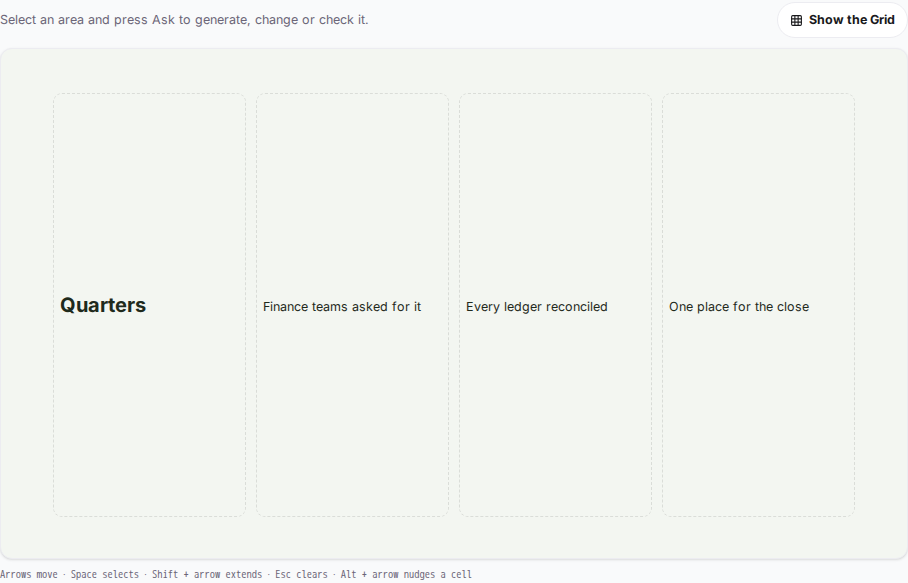 Select an area and press Ask to generate, change or check it.
Show the Grid
Quarters
Finance teams asked for it
Every ledger reconciled
One place for the close
Arrows move · Space selects · Shift + arrow extends · Esc clears · Alt + arrow nudges a cell